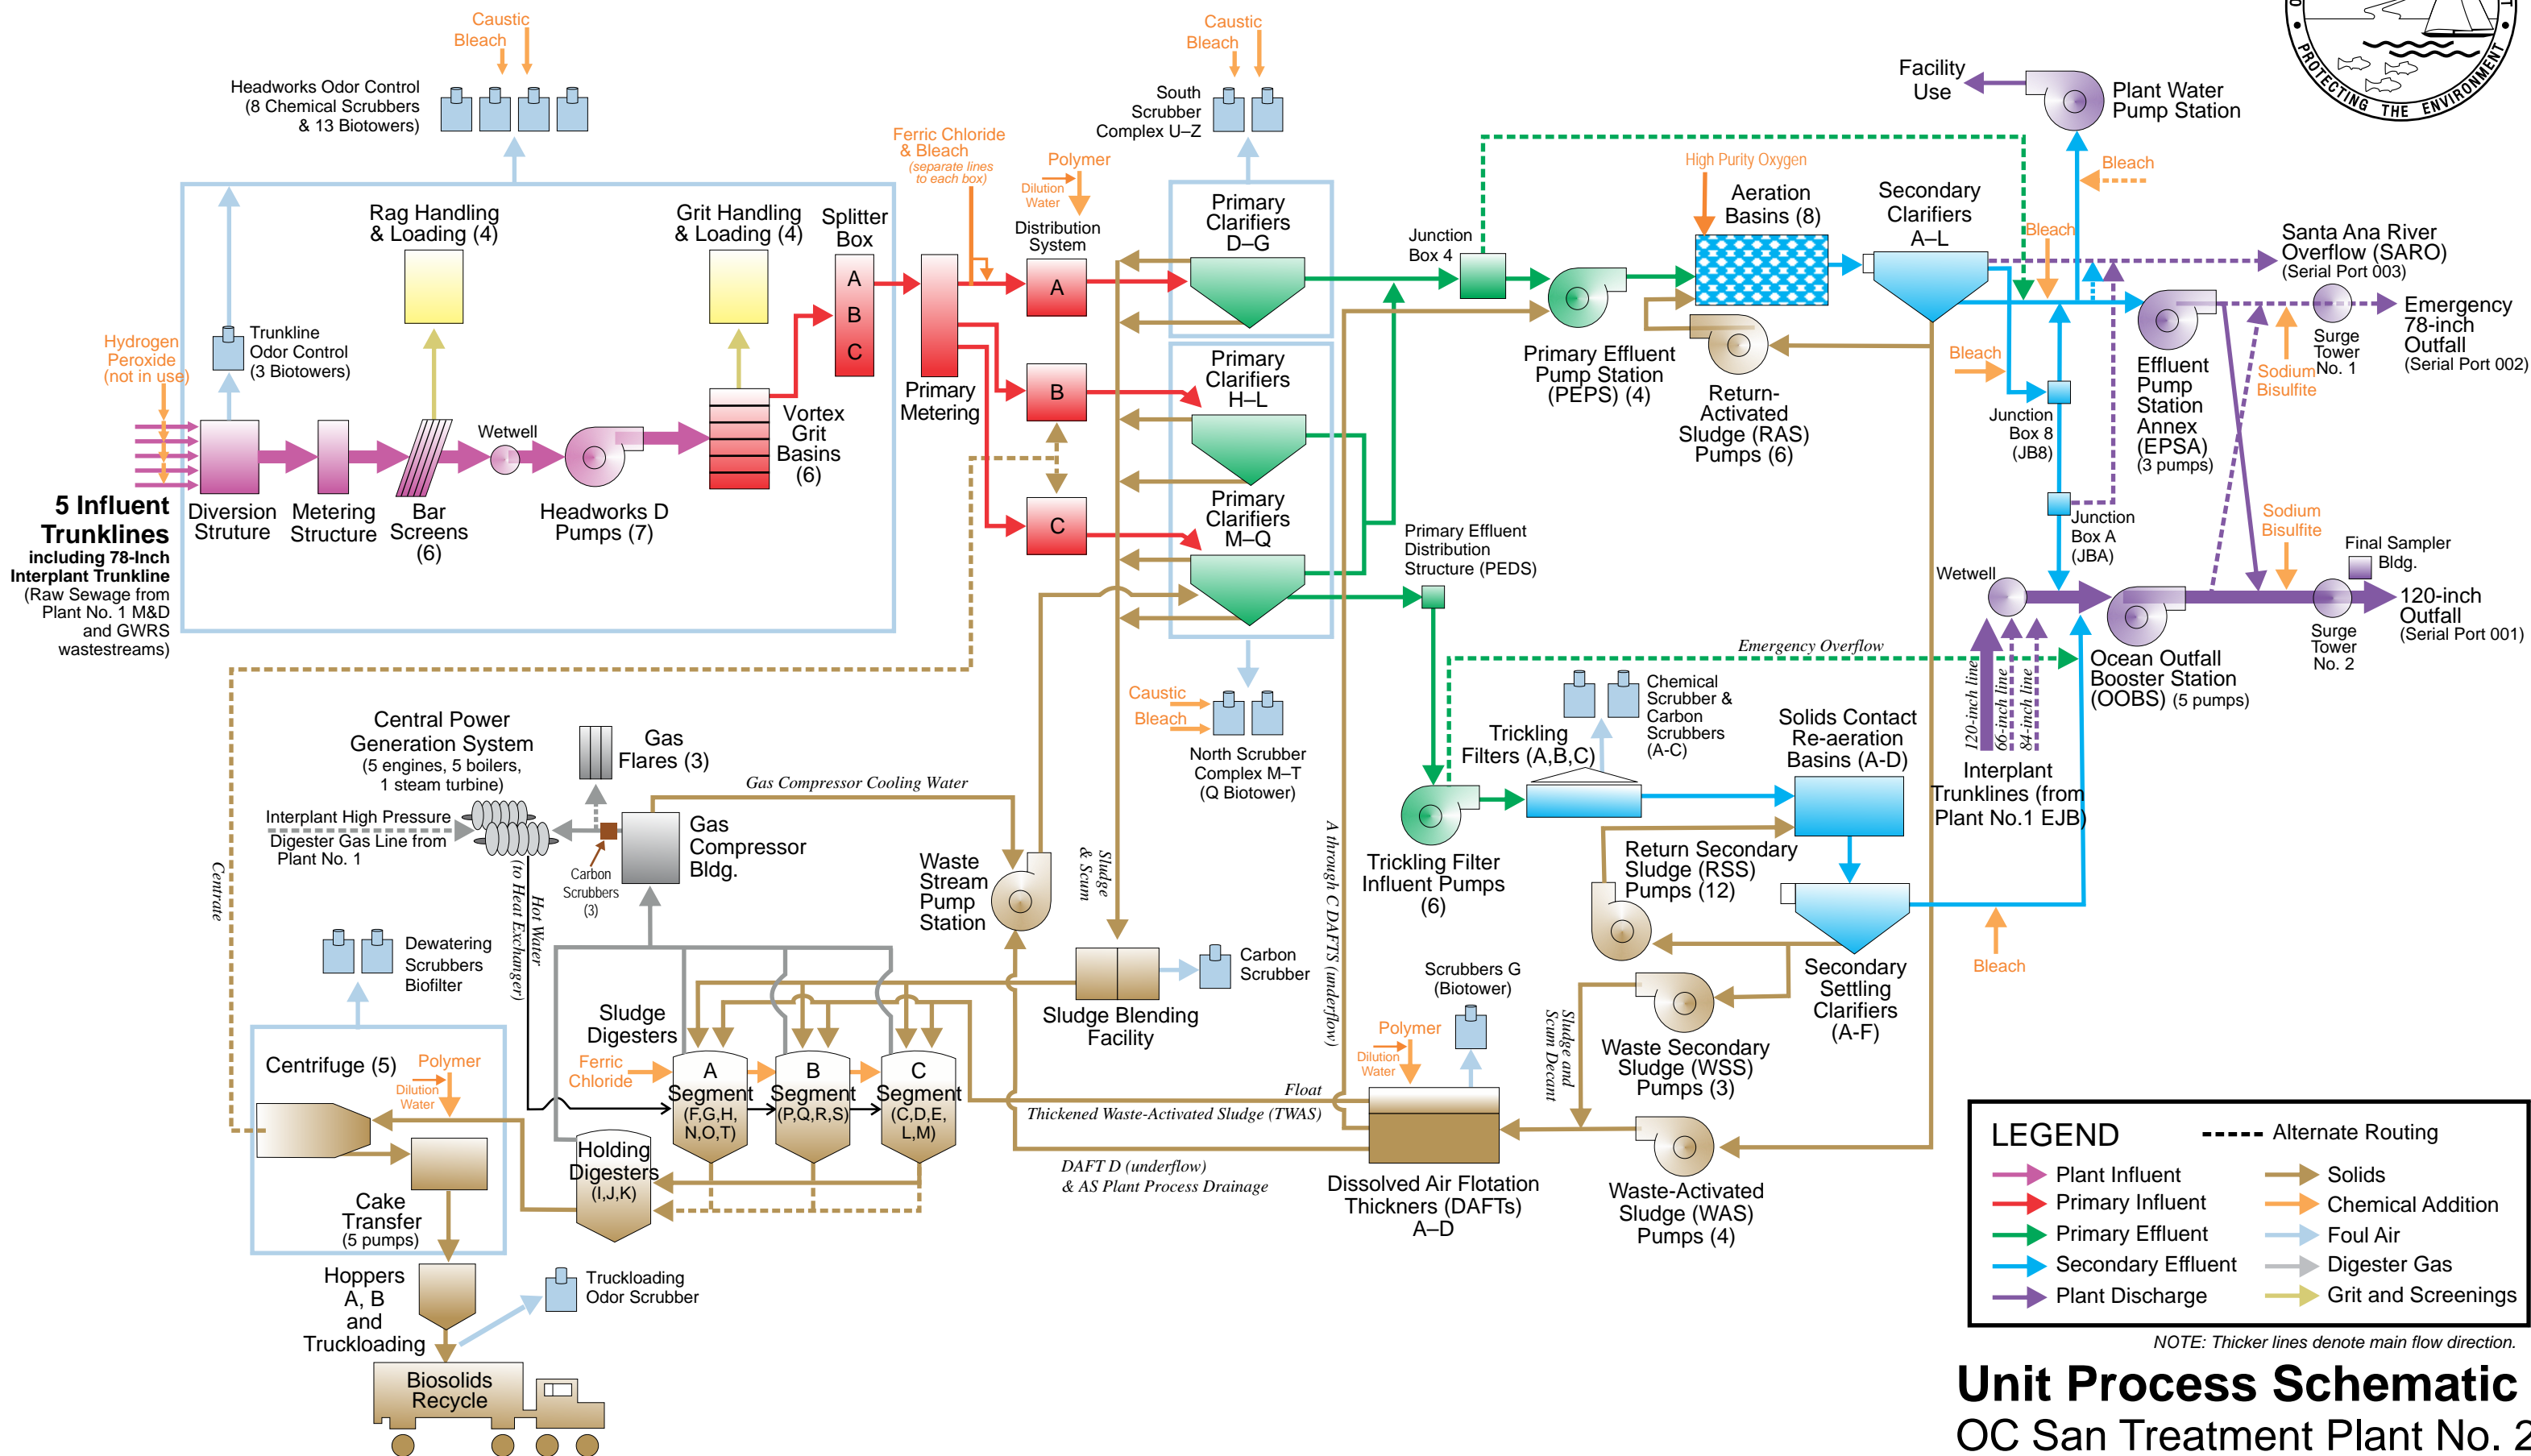 Caustic
Bleach
Headworks Odor Control
(8 Chemical Scrubbers
& 13 Biotowers)
Caustic
Bleach
South
Scrubber
Complex U–Z
PROTECTING THE ENVIRONMENT
Facility
Use
Plant Water
Pump Station
Bleach
Ferric Chloride
& Bleach
(separate lines
to each box)
Polymer
Dilution
Water
Distribution
System
High Purity Oxygen
Aeration
Basins (8)
Secondary
Clarifiers
A–L
Bleach
Santa Ana River
Overflow (SARO)
(Serial Port 003)
Rag Handling
& Loading (4)
Grit Handling
& Loading (4)
Splitter
Box
A
B
C
Primary
Metering
A
B
C
Primary
Clarifiers
D–G
Primary
Clarifiers
H–L
Primary
Clarifiers
M–Q
Junction
Box 4
Primary Effluent
Pump Station
(PEPS) (4)
Return-
Activated
Sludge (RAS)
Pumps (6)
Bleach
Junction
Box 8
(JB8)
Effluent
Pump
Station
Annex
(EPSA)
(3 pumps)
Sodium
Bisulfite
Surge
Tower
No. 1
Emergency
78-inch
Outfall
(Serial Port 002)
Hydrogen
Peroxide
(not in use)
Trunkline
Odor Control
(3 Biotowers)
Wetwell
Vortex
Grit
Basins
(6)
5 Influent
Trunklines
including 78-Inch
Interplant Trunkline
(Raw Sewage from
Plant No. 1 M&D
and GWRS
wastestreams)
Diversion
Struture
Metering
Structure
Bar
Screens
(6)
Headworks D
Pumps (7)
Primary Effluent
Distribution
Structure (PEDS)
Junction
Box A
(JBA)
Sodium
Bisulfite
Final Sampler
Bldg.
Wetwell
120-inch
Outfall
(Serial Port 001)
Surge
Tower
No. 2
Ocean Outfall
Booster Station
(OOBS) (5 pumps)
120-inch line
66-inch line
84-inch line
Interplant
Trunklines (from
Plant No.1 EJB)
Emergency Overflow
Caustic
Bleach
North Scrubber
Complex M–T
(Q Biotower)
Chemical
Scrubber &
Carbon
Scrubbers
(A-C)
Trickling
Filters (A,B,C)
Solids Contact
Re-aeration
Basins (A-D)
Trickling Filter
Influent Pumps
(6)
Return Secondary
Sludge (RSS)
Pumps (12)
Secondary
Settling
Clarifiers
(A-F)
Bleach
Waste Secondary
Sludge (WSS)
Pumps (3)
Sludge and
Scum Decant
Waste-Activated
Sludge (WAS)
Pumps (4)
Central Power
Generation System
(5 engines, 5 boilers,
1 steam turbine)
Gas
Flares (3)
Interplant High Pressure
Digester Gas Line from
Plant No. 1
Carbon
Scrubbers
(3)
Gas
Compressor
Bldg.
Gas Compressor Cooling Water
Waste
Stream
Pump
Station
Sludge
& Scum
A through C DAFTS (underflow)
Centrate
Hot Water
(to Heat Exchanger)
Dewatering
Scrubbers
Biofilter
Sludge Blending
Facility
Carbon
Scrubber
Scrubbers G
(Biotower)
Polymer
Dilution
Water
Sludge
Digesters
Ferric
Chloride
A
Segment
(F,G,H,
N,O,T)
B
Segment
(P,Q,R,S)
C
Segment
(C,D,E,
L,M)
Float
Thickened Waste-Activated Sludge (TWAS)
DAFT D (underflow)
& AS Plant Process Drainage
Dissolved Air Flotation
Thickners (DAFTs)
A–D
Centrifuge (5)
Polymer
Dilution
Water
Cake
Transfer
(5 pumps)
Holding
Digesters
(I,J,K)
Hoppers
A, B
and
Truckloading
Truckloading
Odor Scrubber
Biosolids
Recycle
LEGEND
Alternate Routing
Plant Influent
Primary Influent
Primary Effluent
Secondary Effluent
Plant Discharge
Solids
Chemical Addition
Foul Air
Digester Gas
Grit and Screenings
NOTE: Thicker lines denote main flow direction.
Unit Process Schematic
OC San Treatment Plant No. 2